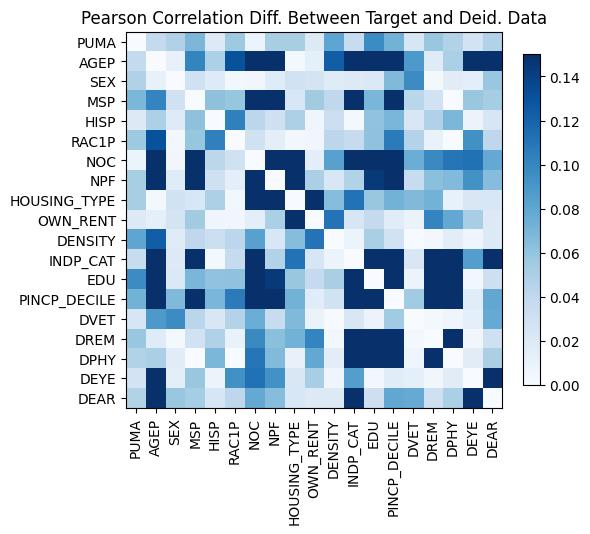 Pearson Correlation Diff. Between Target and Deid. Data
PUMA
AGEP
SEX
MSP
HISP
RAC1P
NOC
NPF
HOUSING_TYPE
OWN_RENT
DENSITY
INDP_CAT
EDU
PINCP_DECILE
DVET
DREM
DPHY
DEYE
DEAR
PUMA
AGEP
SEX
MSP
HISP
RAC1P
NOC
NPF
HOUSING_TYPE
OWN_RENT
DENSITY
INDP_CAT
EDU
PINCP_DECILE
DVET
DREM
DPHY
DEYE
DEAR
0.14
0.12
0.10
0.08
0.06
0.04
0.02
0.00